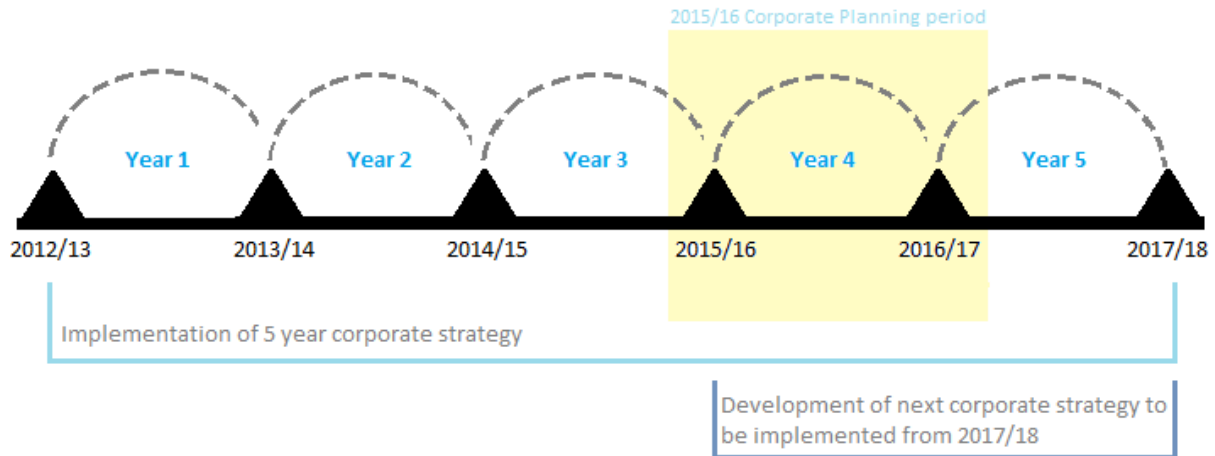 2015/16 Corporate Planning period
Year 1
Year 2
Year 3
Year 4
Year 5
2012/13
2013/14
2014/15
2015/16
2016/17
2017/18
Implementation of 5 year corporate strategy
Development of next corporate strategy to
be implemented from 2017/18